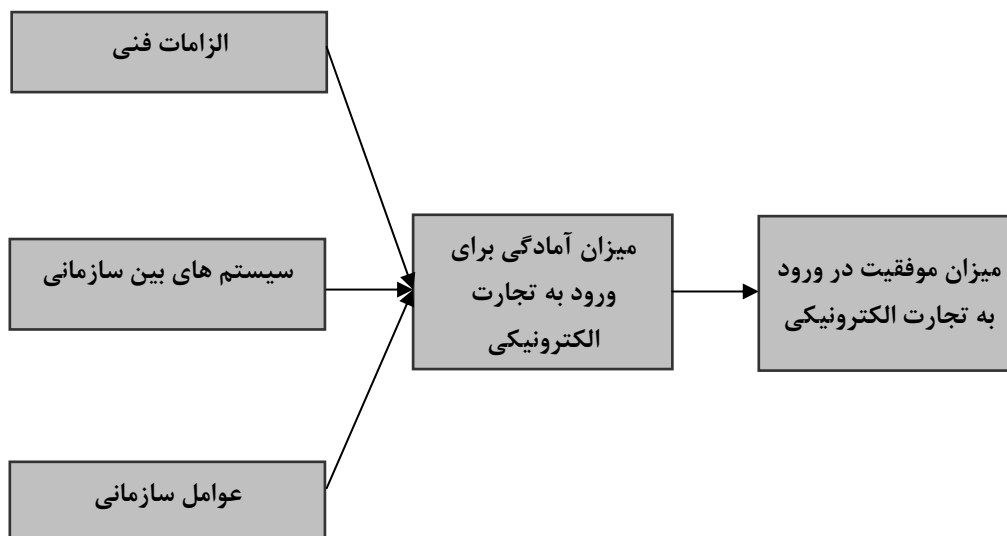 الزامات فنی
سیستم های بین سازمانی
عوامل سازمانی
میزان آمادگی برای
ورود به تجارت
الکترونیکی
میزان موفقیت در ورود
به تجارت الکترونیکی